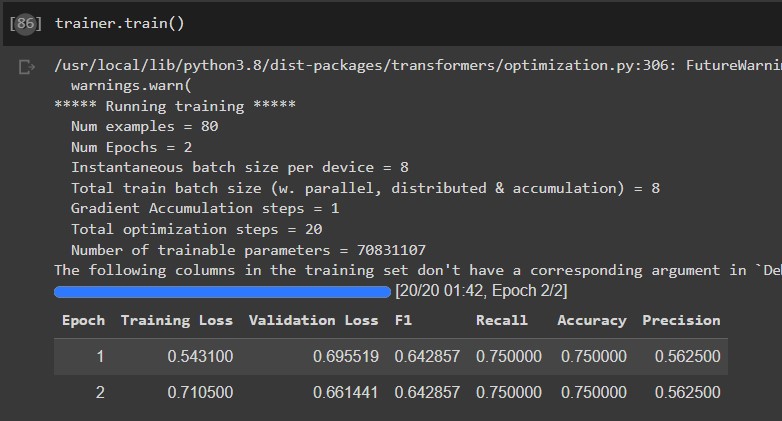 [86] trainer.train()
/usr/local/lib/python3.8/dist-packages/transformers/optimization.py:306: FutureWarnin
warnings.warn(
***** Running training *****
Num examples = 80
Num Epochs = 2
Instantaneous batch size per device = 8
Total train batch size (w. parallel, distributed & accumulation) = 8
Gradient Accumulation steps = 1
Total optimization steps = 20
Number of trainable parameters = 70831107
The following columns in the training set don't have a corresponding argument in `Deb
[20/20 01:42, Epoch 2/2]
Epoch Training Loss Validation Loss F1 Recall Accuracy Precision
1 0.543100 0.695519 0.642857 0.750000 0.750000 0.562500
2 0.710500 0.661441 0.642857 0.750000 0.750000 0.562500